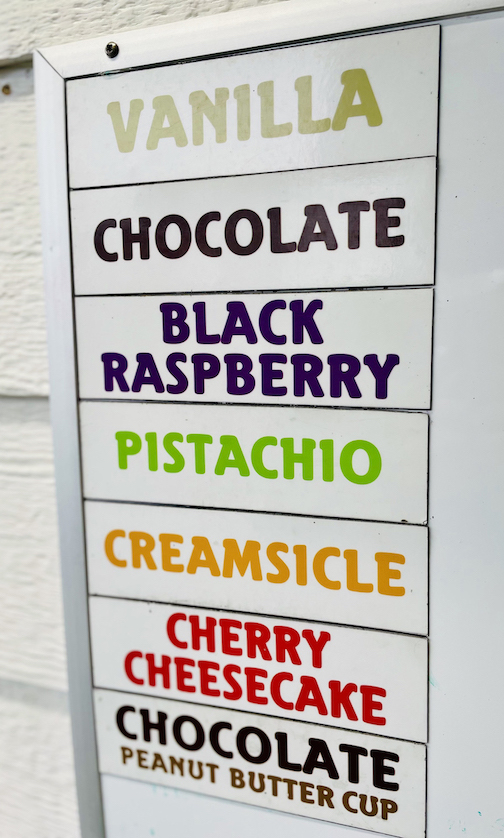 VANILLA
CHOCOLATE
BLACK
RASPBERRY
PISTACHIO
CREAMSICLE
CHERRY
CHEESECAKE
CHOCOLATE
PEANUT BUTTER CUP